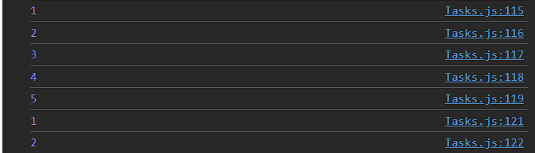 1 Tasks.js:115
2 Tasks.js:116
3 Tasks.js:117
4 Tasks.js:118
5 Tasks.js:119
1 Tasks.js:121
2 Tasks.js:122